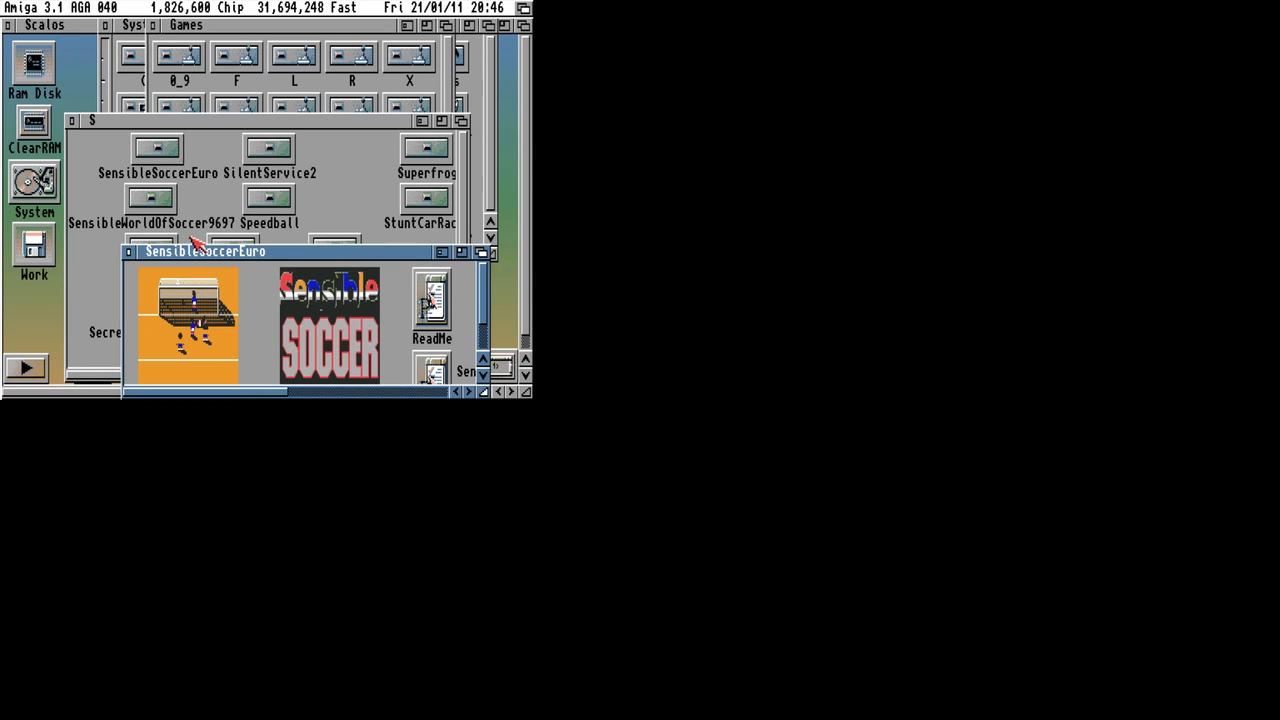 Amiga 3.1 AGA 040 1,826,600 Chip 31,694,248 Fast Fri 21/01/11 20:46
Scalos
Sys
Games
Ram Disk
0_9 F L R X s
ClearRAM
S
SensibleSoccerEuro SilentService2 Superfrog
System
SensibleWorldOfSoccer9697 Speedball StuntCarRac
Work
SensibleSoccerEuro
Sensible
SOCCER
Secre
ReadMe
Sen